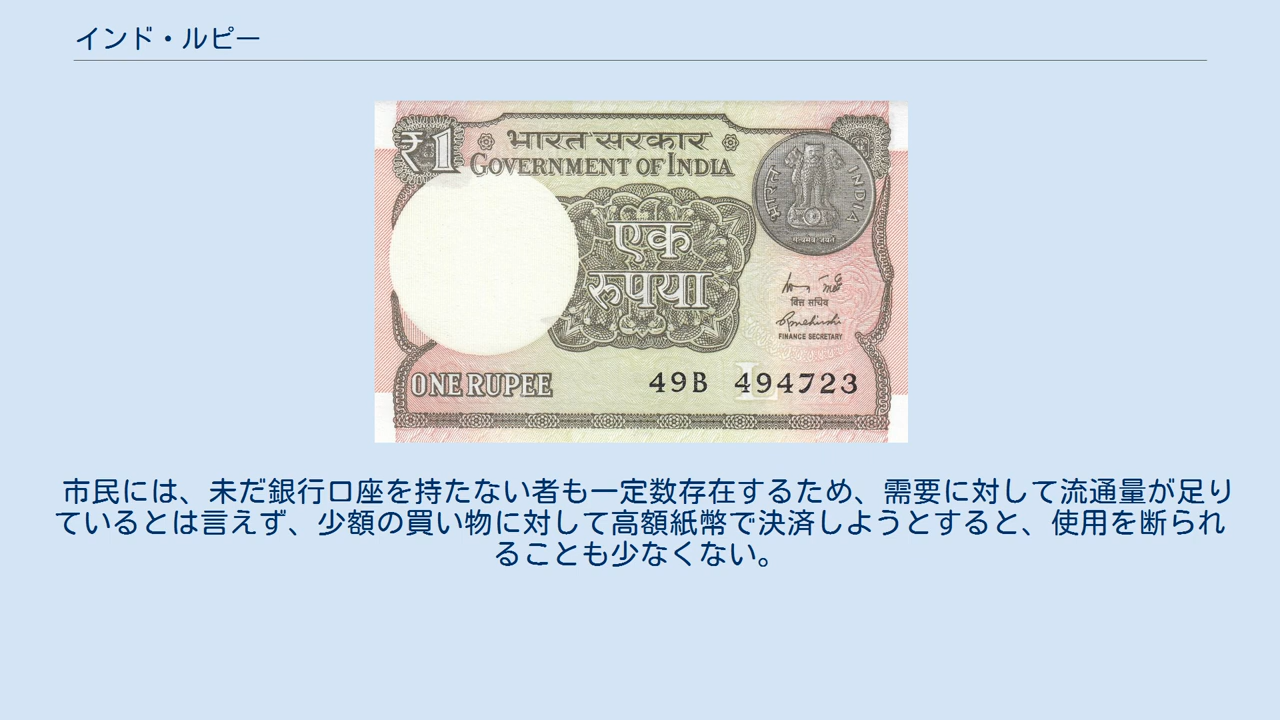 インド・ルピー
₹1
भारत सरकार
GOVERNMENT OF INDIA
भारत
INDIA
सत्यमेव जयते
एक
रुपया
वित्त सचिव
FINANCE SECRETARY
ONE RUPEE
49B 494723
L
市民には、未だ銀行口座を持たない者も一定数存在するため、需要に対して流通量が足り
ているとは言えず、少額の買い物に対して高額紙幣で決済しようとすると、使用を断られ
ることも少なくない。